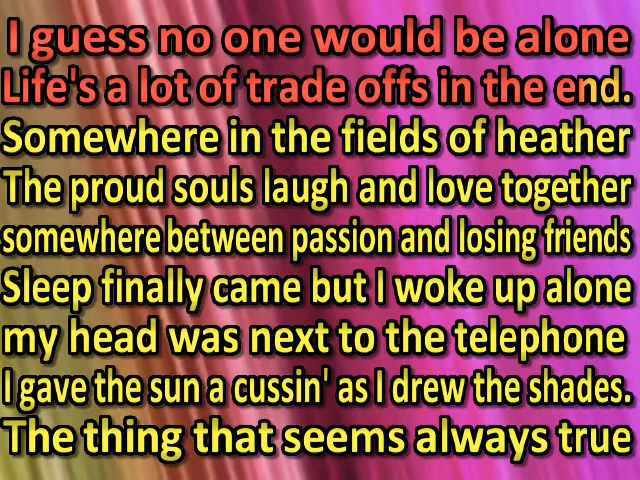 I guess no one would be alone
Life's a lot of trade offs in the end.
Somewhere in the fields of heather
The proud souls laugh and love together
somewhere between passion and losing friends
Sleep finally came but I woke up alone
my head was next to the telephone
I gave the sun a cussin' as I drew the shades.
The thing that seems always true